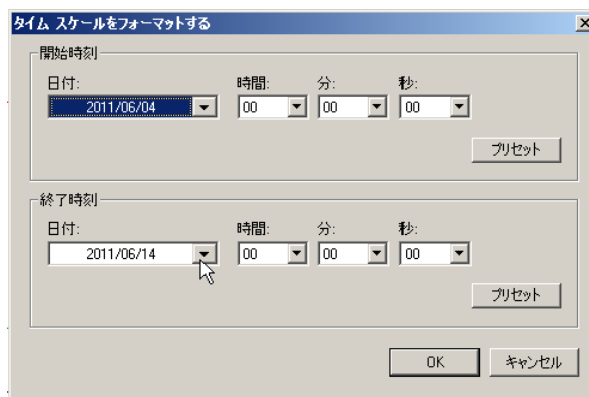 タイム スケールをフォーマットする
開始時刻
日付: 時間: 分: 秒:
2011/06/04 00 00 00
プリセット
終了時刻
日付: 時間: 分: 秒:
2011/06/14 00 00 00
プリセット
OK キャンセル